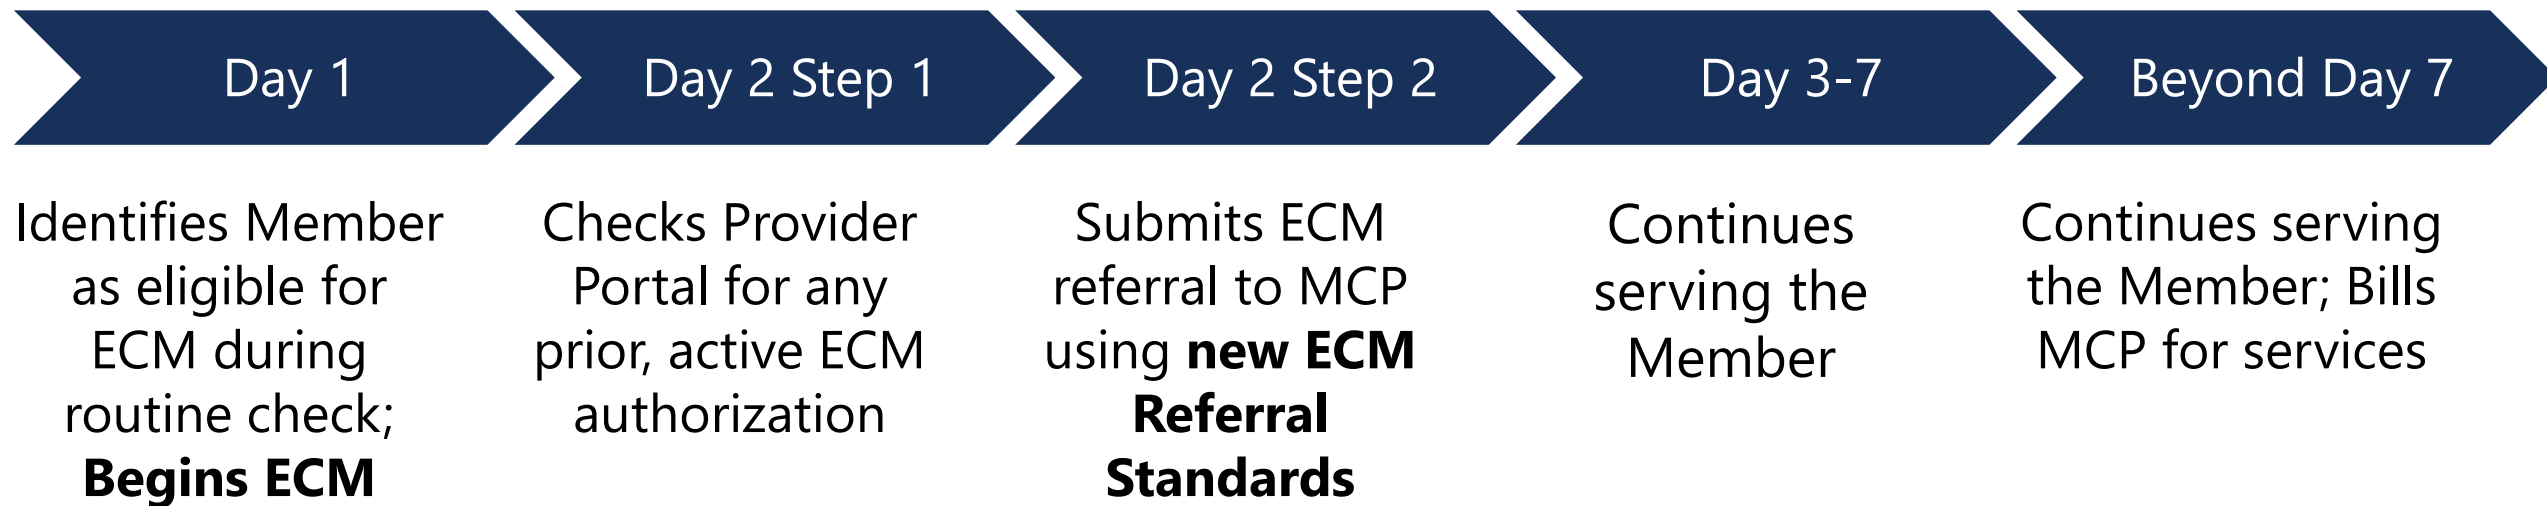 Day 1
Day 2 Step 1
Day 2 Step 2
Day 3-7
Beyond Day 7
Identifies Member
as eligible for
ECM during
routine check;
Begins ECM
Checks Provider
Portal for any
prior, active ECM
authorization
Submits ECM
referral to MCP
using new ECM
Referral
Standards
Continues
serving the
Member
Continues serving
the Member; Bills
MCP for services